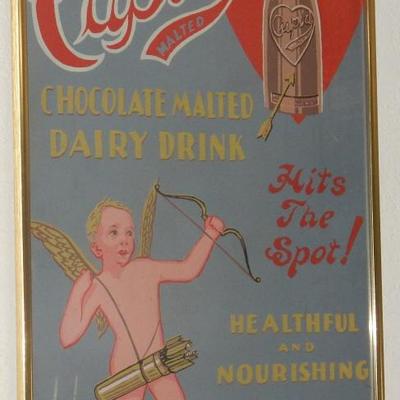 MALTED
CHOCOLATE MALTED
DAIRY DRINK
Hits
The
Spot!
HEALTHFUL
AND
NOURISHING